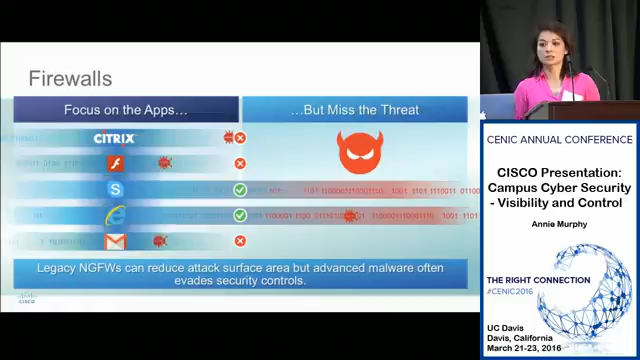 Firewalls
Focus on the Apps...
...But Miss the Threat
CITRIX
Legacy NGFWs can reduce attack surface area but advanced malware often
evades security controls.
CISCO
CENIC ANNUAL CONFERENCE
CISCO Presentation:
Campus Cyber Security
- Visibility and Control
Annie Murphy
THE RIGHT CONNECTION
#CENIC2016
UC Davis
Davis, California
March 21-23, 2016